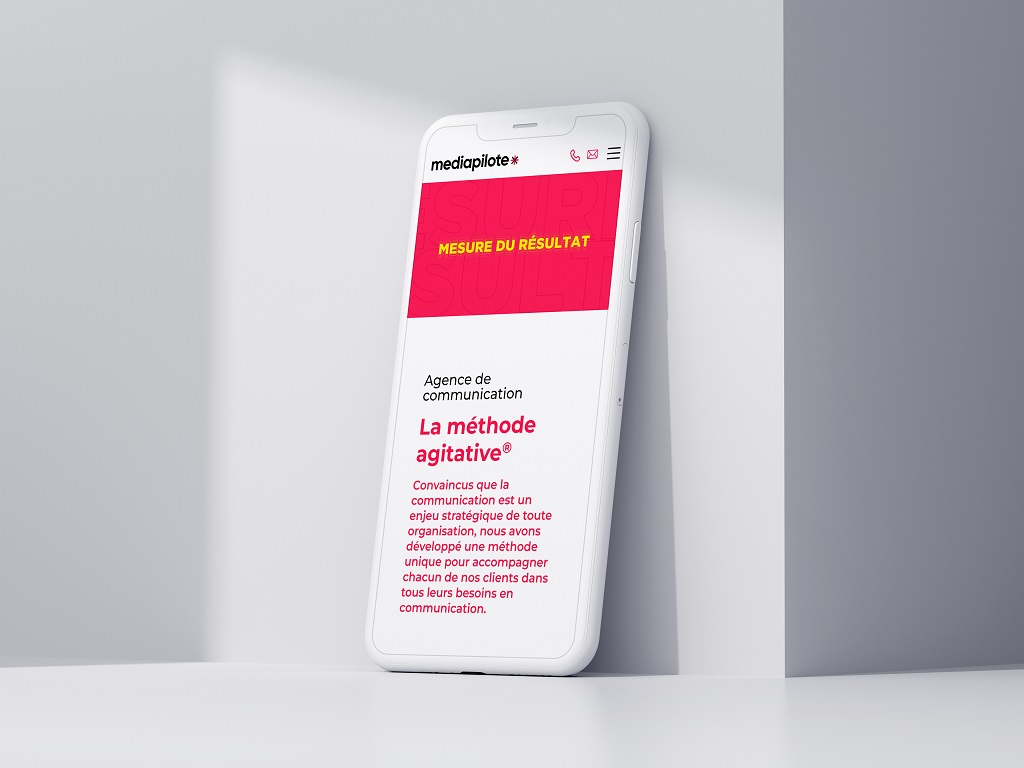 mediapilote*
MESURE DU RÉSULTAT
Agence de
communication
La méthode
agitative®
Convaincus que la
communication est un
enjeu stratégique de toute
organisation, nous avons
développé une méthode
unique pour accompagner
chacun de nos clients dans
tous leurs besoins en
communication.